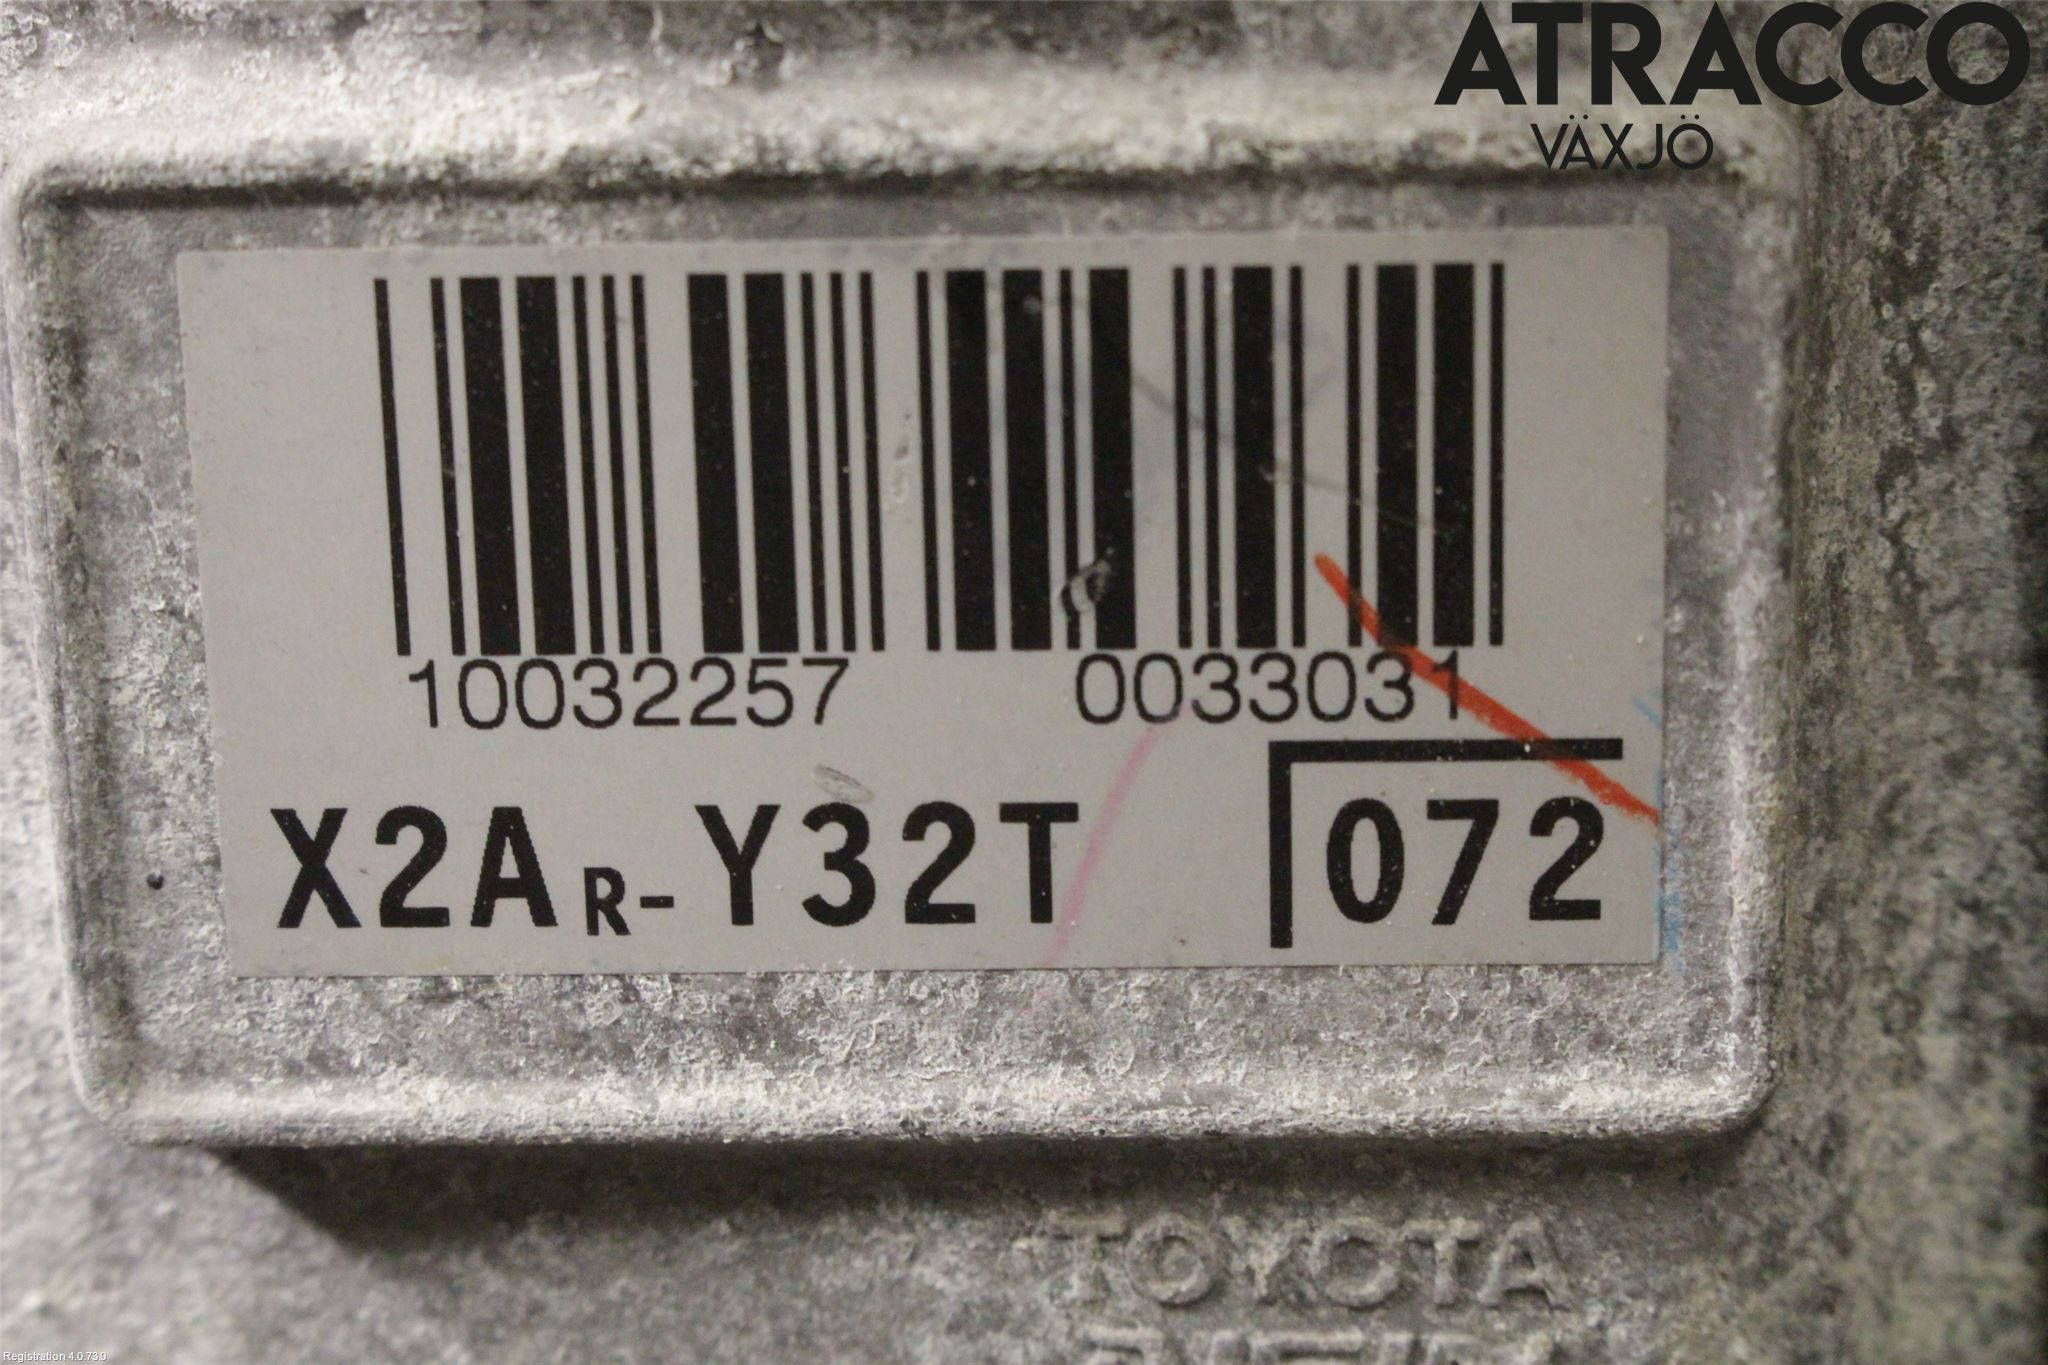 ATRACCO
VÄXJÖ
10032257 0033031
X2AR-Y32T 072
TOYOTA
Registration 4.0.73.0